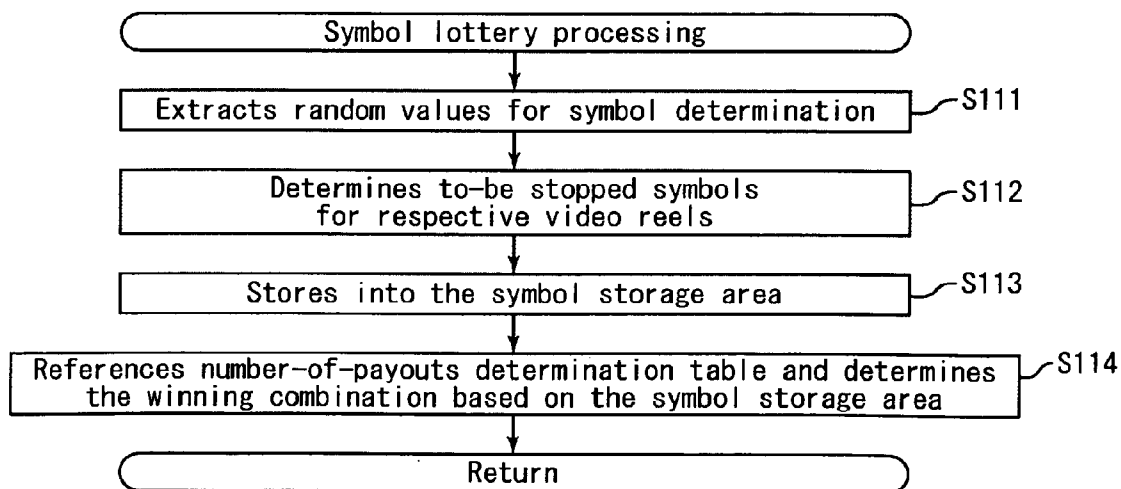 Symbol lottery processing
Extracts random values for symbol determination
S111
Determines to-be stopped symbols
for respective video reels
S112
Stores into the symbol storage area
S113
References number-of-payouts determination table and determines
the winning combination based on the symbol storage area
S114
Return